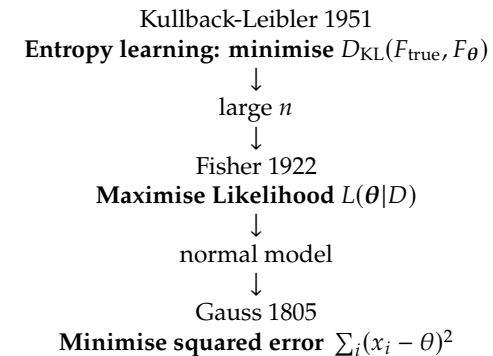 Kullback-Leibler 1951
Entropy learning: minimise D_KL(F_true, F_θ)
↓
large n
↓
Fisher 1922
Maximise Likelihood L(θ|D)
↓
normal model
↓
Gauss 1805
Minimise squared error ∑_i(x_i − θ)²